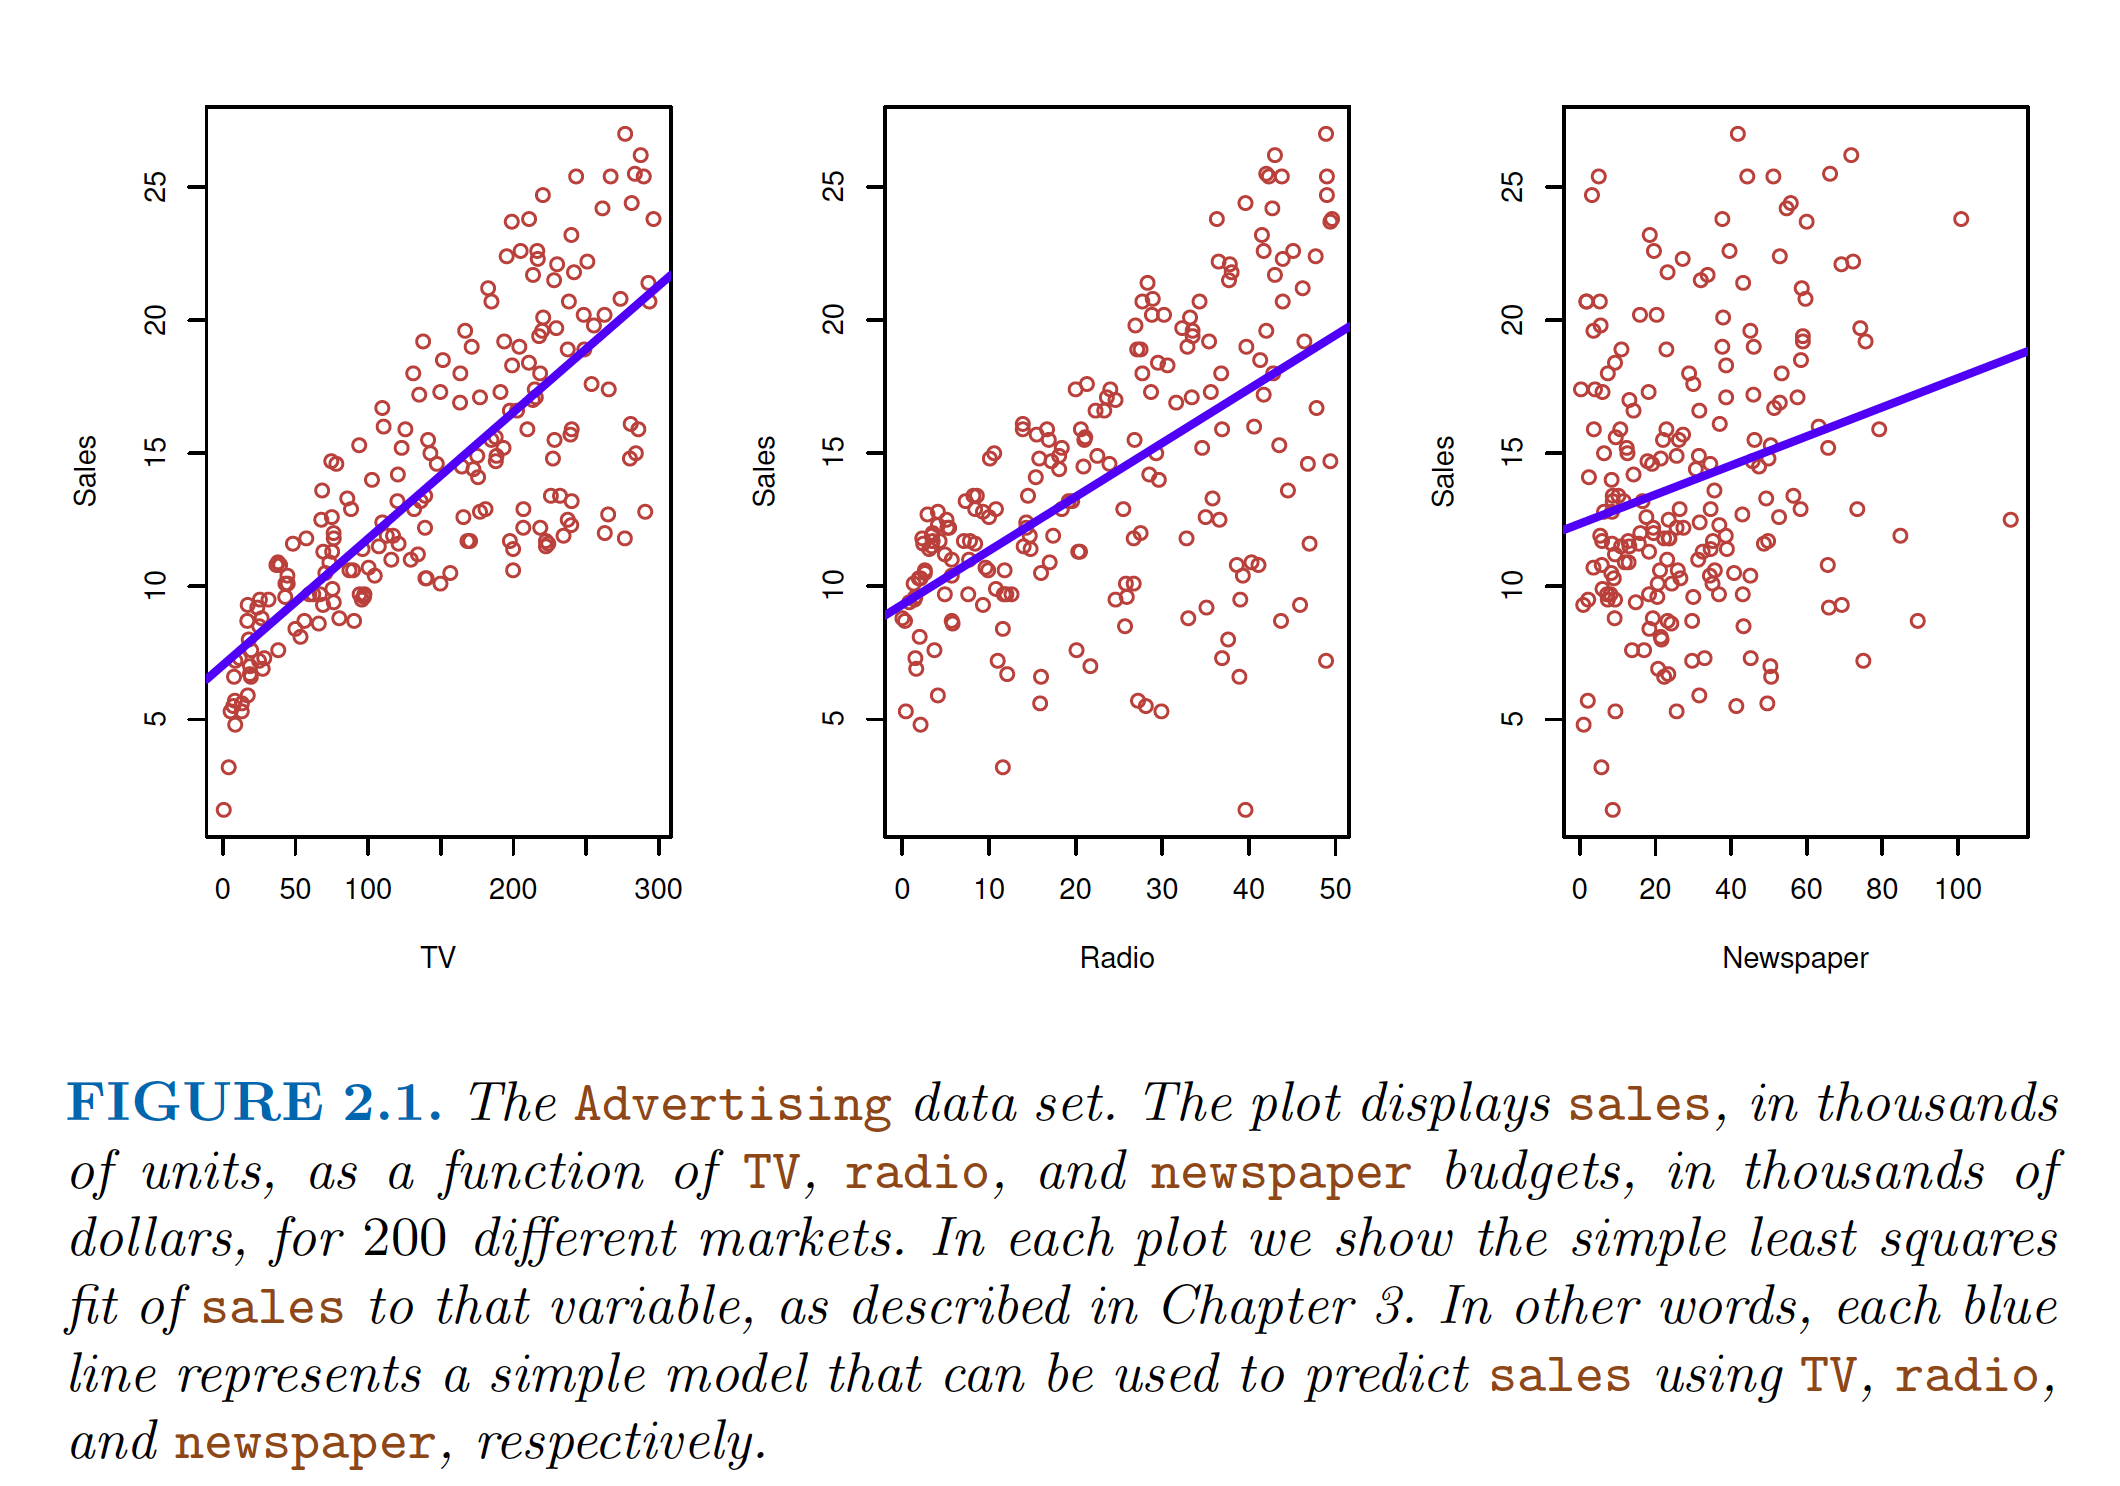 Sales
25
20
15
10
5
0 50 100 200 300
TV
Sales
25
20
15
10
5
0 10 20 30 40 50
Radio
Sales
25
20
15
10
5
0 20 40 60 80 100
Newspaper
FIGURE 2.1. The Advertising data set. The plot displays sales, in thousands
of units, as a function of TV, radio, and newspaper budgets, in thousands of
dollars, for 200 different markets. In each plot we show the simple least squares
fit of sales to that variable, as described in Chapter 3. In other words, each blue
line represents a simple model that can be used to predict sales using TV, radio,
and newspaper, respectively.